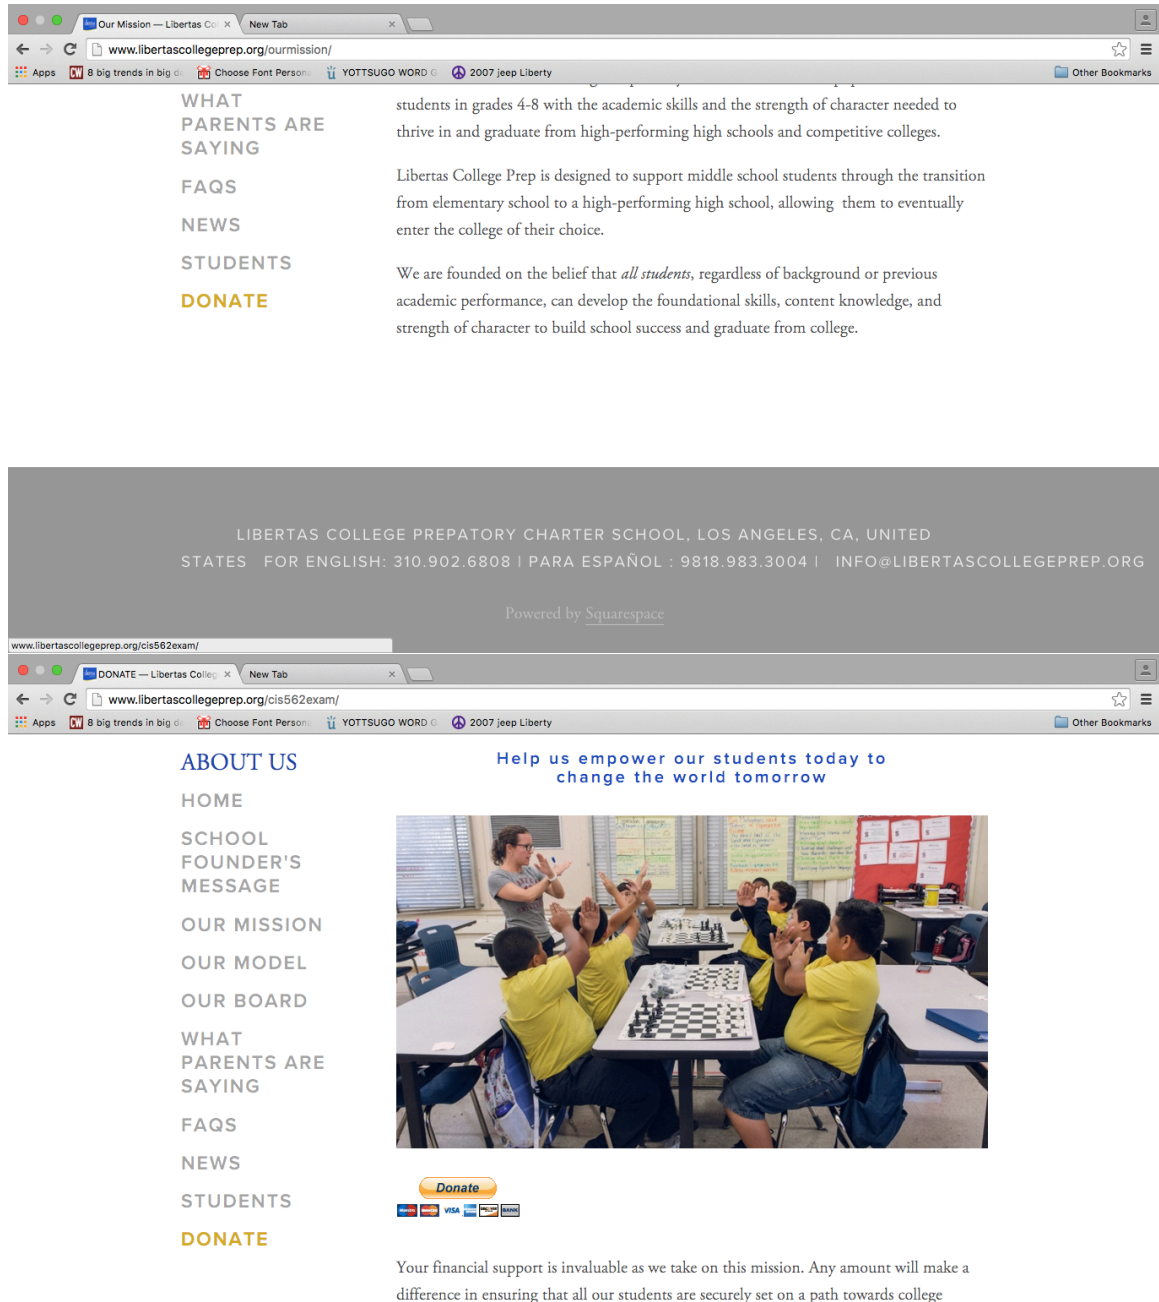 Our Mission — Libertas Co
New Tab
www.libertascollegeprep.org/ourmission/
Apps
8 big trends in big d
Choose Font Person
YOTTSUGO WORD G
2007 jeep Liberty
Other Bookmarks
WHAT
PARENTS ARE
SAYING
FAQS
NEWS
STUDENTS
DONATE
students in grades 4-8 with the academic skills and the strength of character needed to
thrive in and graduate from high-performing high schools and competitive colleges.
Libertas College Prep is designed to support middle school students through the transition
from elementary school to a high-performing high school, allowing them to eventually
enter the college of their choice.
We are founded on the belief that all students, regardless of background or previous
academic performance, can develop the foundational skills, content knowledge, and
strength of character to build school success and graduate from college.
LIBERTAS COLLEGE PREPATORY CHARTER SCHOOL, LOS ANGELES, CA, UNITED
STATES FOR ENGLISH: 310.902.6808 | PARA ESPAÑOL : 9818.983.3004 | INFO@LIBERTASCOLLEGEPREP.ORG
Powered by Squarespace
www.libertascollegeprep.org/cis562exam/
DONATE — Libertas Colleg
New Tab
www.libertascollegeprep.org/cis562exam/
Apps
8 big trends in big d
Choose Font Person
YOTTSUGO WORD G
2007 jeep Liberty
Other Bookmarks
ABOUT US
HOME
SCHOOL
FOUNDER'S
MESSAGE
OUR MISSION
OUR MODEL
OUR BOARD
WHAT
PARENTS ARE
SAYING
FAQS
NEWS
STUDENTS
DONATE
Help us empower our students today to
change the world tomorrow
Donate
VISA
BANK
Your financial support is invaluable as we take on this mission. Any amount will make a
difference in ensuring that all our students are securely set on a path towards college